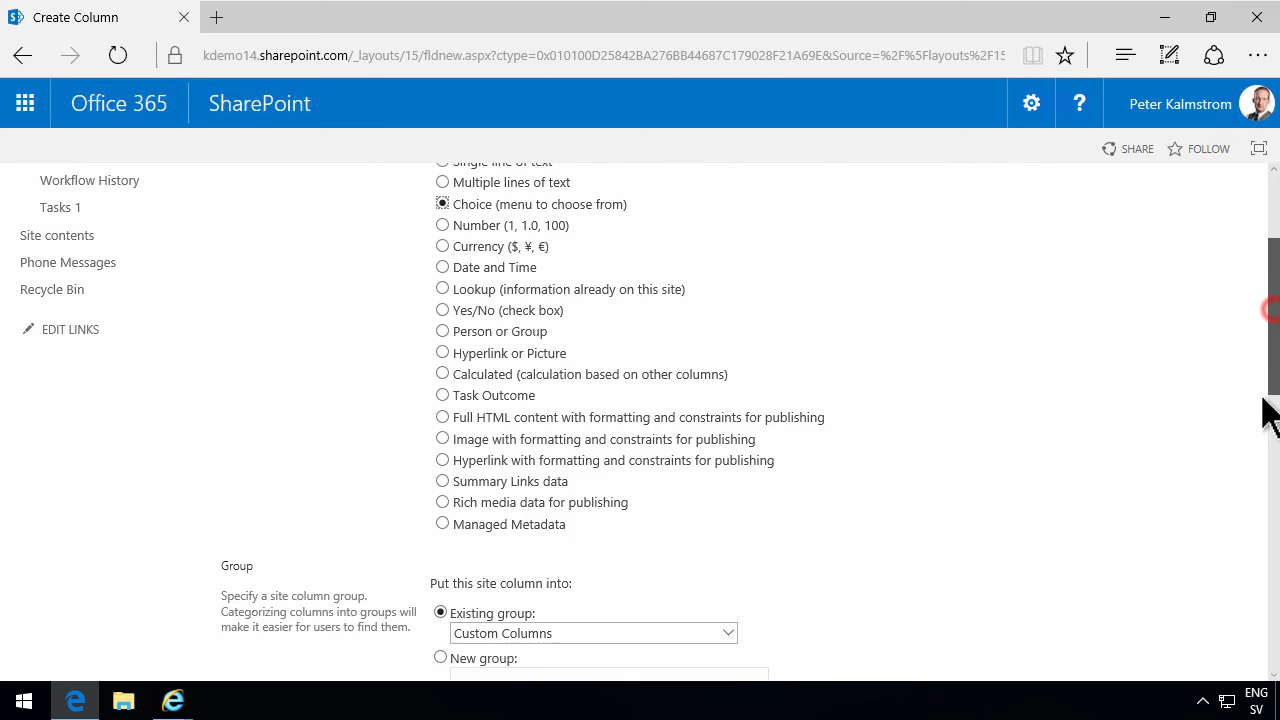 Create Column
kdemo14.sharepoint.com/_layouts/15/fldnew.aspx?ctype=0x010100D25842BA276BB44687C179028F21A69E&Source=%2F%5Flayouts%2F15
Office 365
SharePoint
Peter Kalmstrom
SHARE
FOLLOW
Workflow History
Tasks 1
Site contents
Phone Messages
Recycle Bin
EDIT LINKS
Single line of text
Multiple lines of text
Choice (menu to choose from)
Number (1, 1.0, 100)
Currency ($, ¥, €)
Date and Time
Lookup (information already on this site)
Yes/No (check box)
Person or Group
Hyperlink or Picture
Calculated (calculation based on other columns)
Task Outcome
Full HTML content with formatting and constraints for publishing
Image with formatting and constraints for publishing
Hyperlink with formatting and constraints for publishing
Summary Links data
Rich media data for publishing
Managed Metadata
Group
Specify a site column group.
Categorizing columns into groups will
make it easier for users to find them.
Put this site column into:
Existing group:
Custom Columns
New group:
ENG
SV